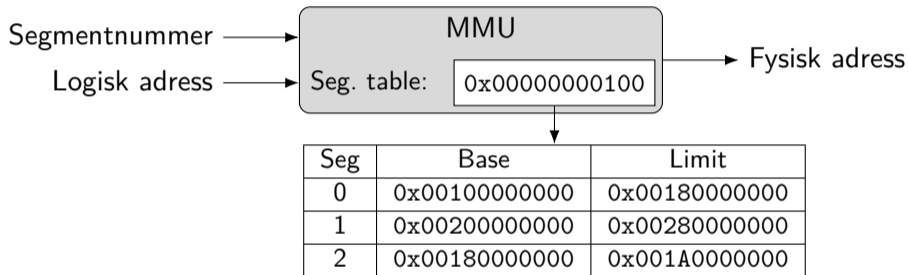 MMU
Segmentnummer
Logisk adress
Seg. table: 0x00000000100
Fysisk adress
Seg Base Limit
0 0x00100000000 0x00180000000
1 0x00200000000 0x00280000000
2 0x00180000000 0x001A0000000